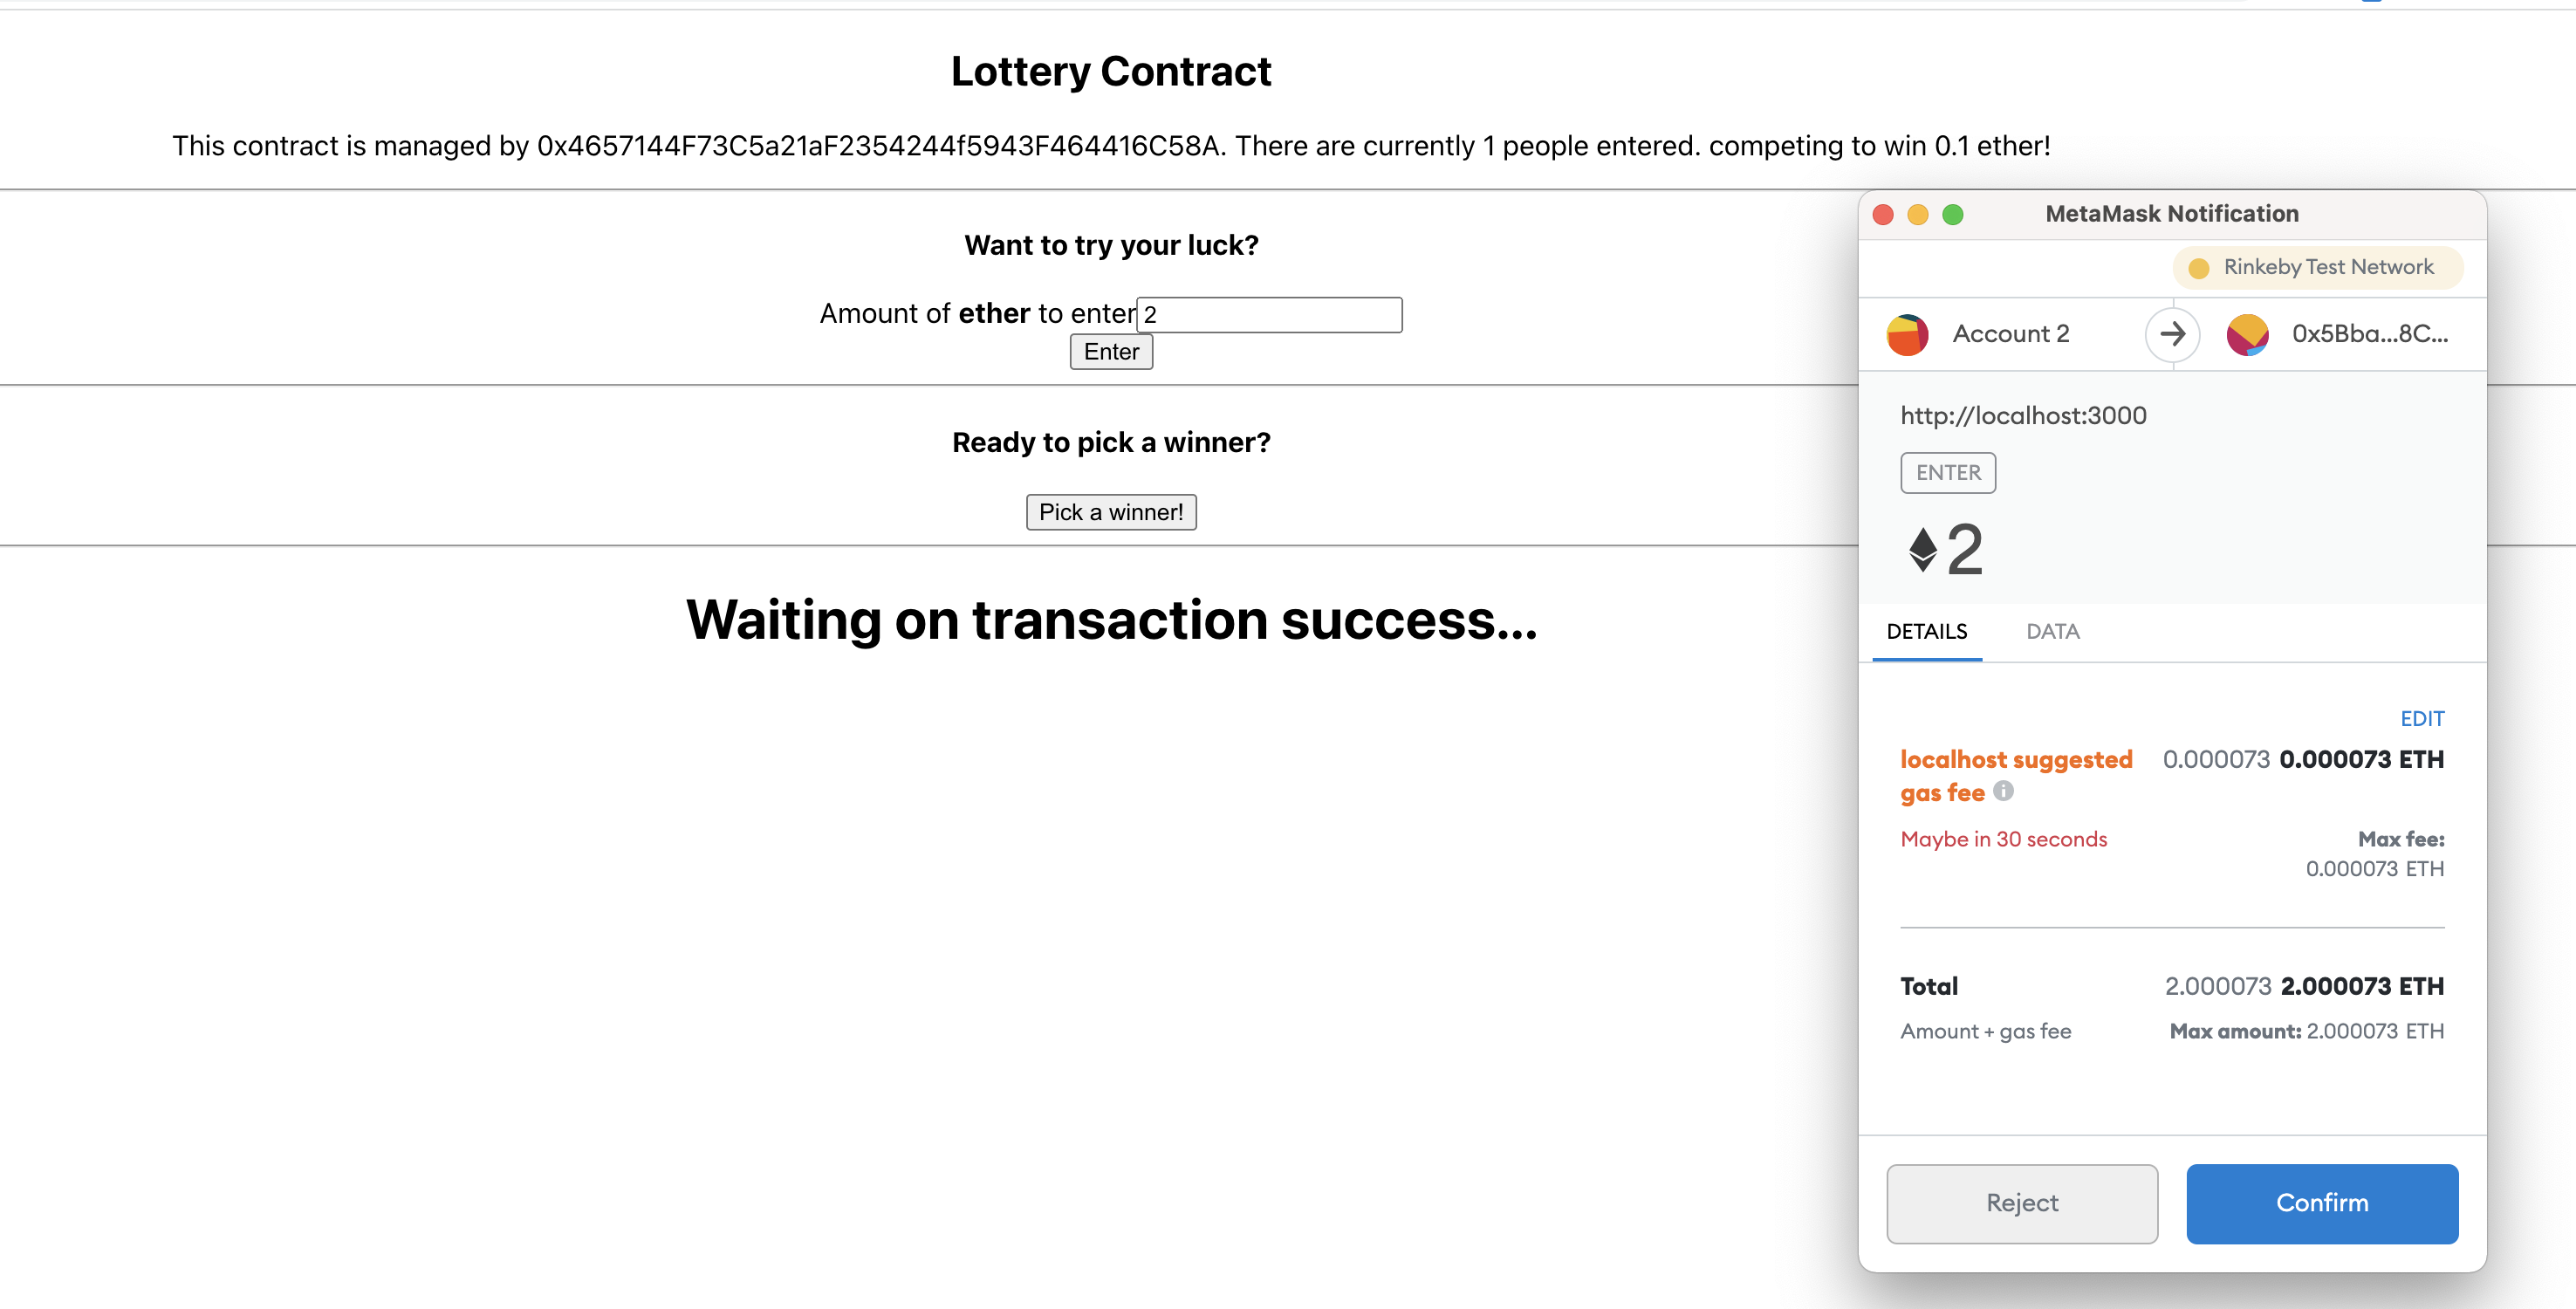 Lottery Contract
This contract is managed by 0x4657144F73C5a21aF2354244f5943F464416C58A. There are currently 1 people entered. competing to win 0.1 ether!
Want to try your luck?
Amount of ether to enter 2
Enter
Ready to pick a winner?
Pick a winner!
Waiting on transaction success...
MetaMask Notification
Rinkeby Test Network
Account 2
0x5Bba...8C...
http://localhost:3000
ENTER
2
DETAILS DATA
EDIT
localhost suggested 0.000073 0.000073 ETH
gas fee
Maybe in 30 seconds Max fee:
0.000073 ETH
Total 2.000073 2.000073 ETH
Amount + gas fee Max amount: 2.000073 ETH
Reject Confirm